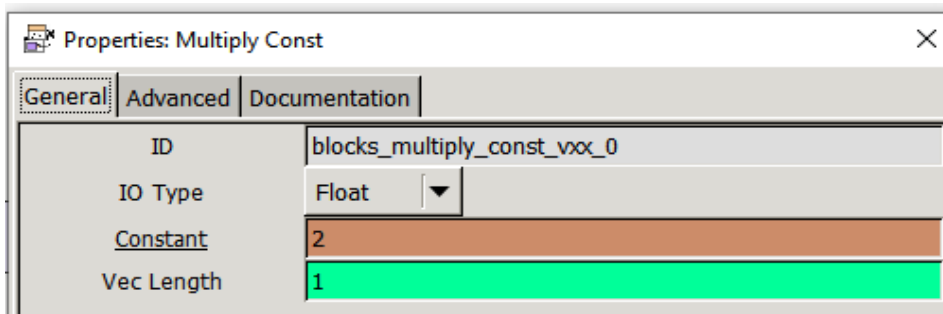 Properties: Multiply Const
General Advanced Documentation
ID blocks_multiply_const_vxx_0
IO Type Float
Constant 2
Vec Length 1